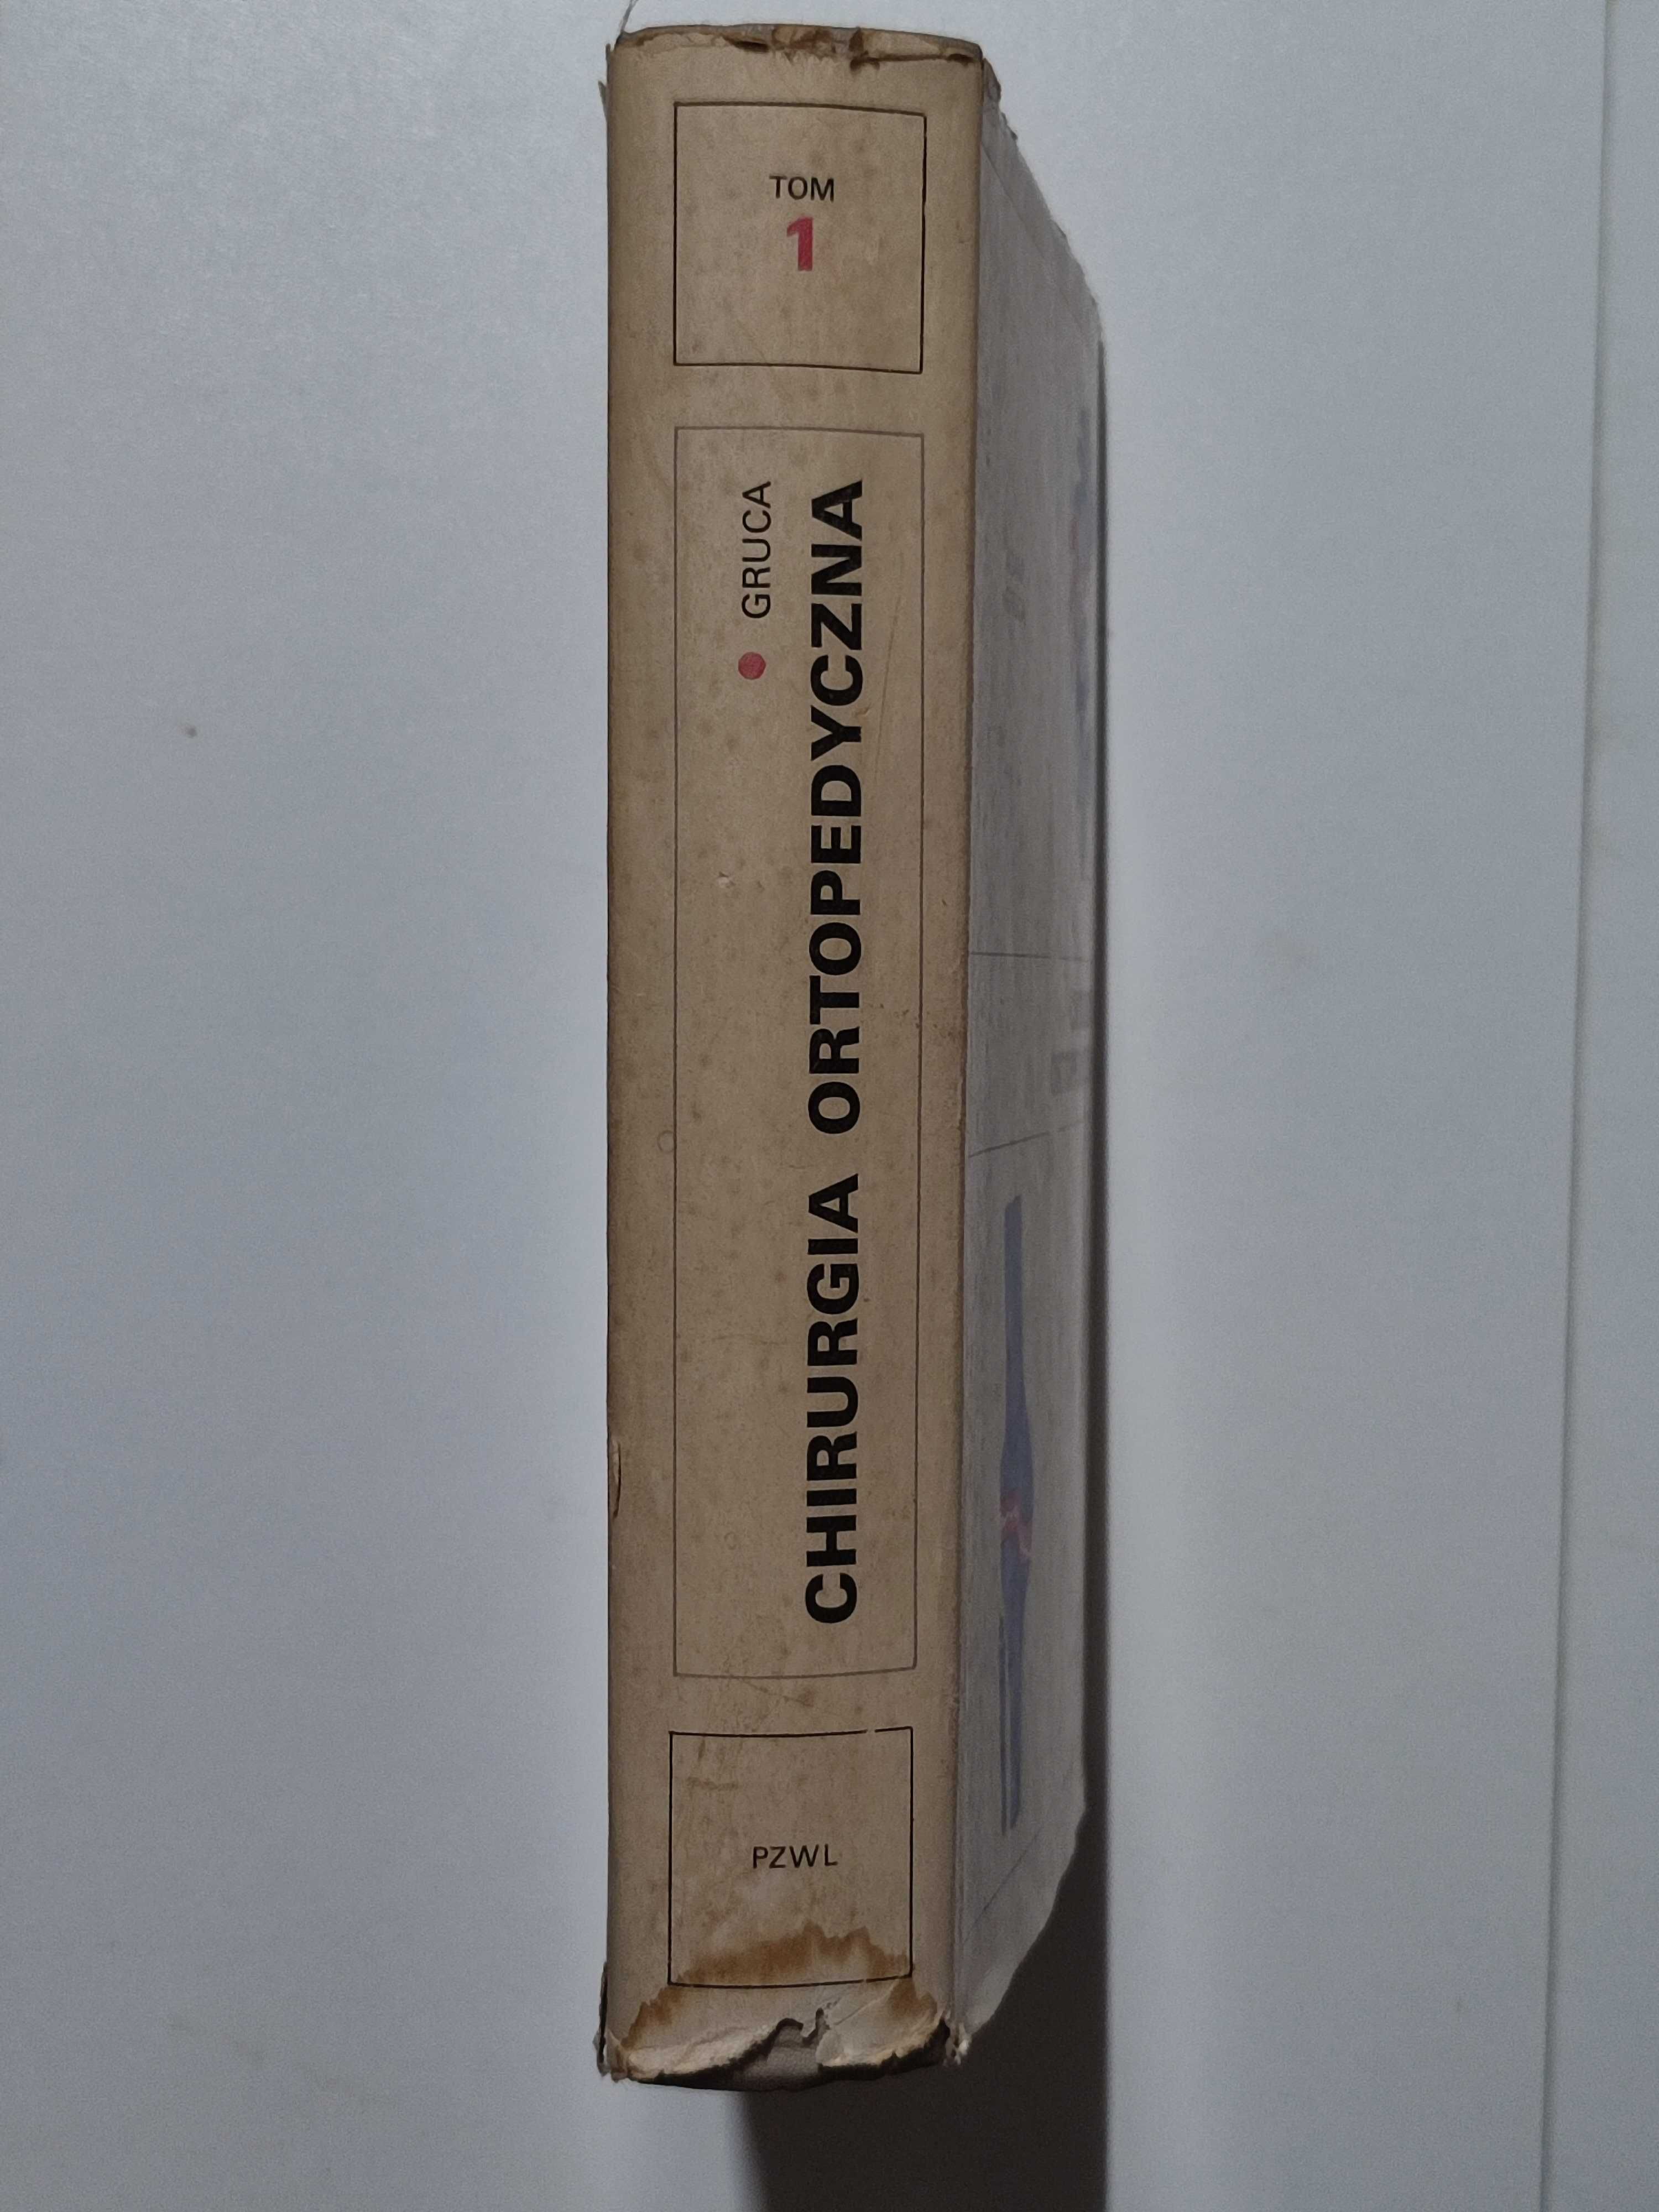 TOM
1
GRUCA
CHIRURGIA ORTOPEDYCZNA
PZWL